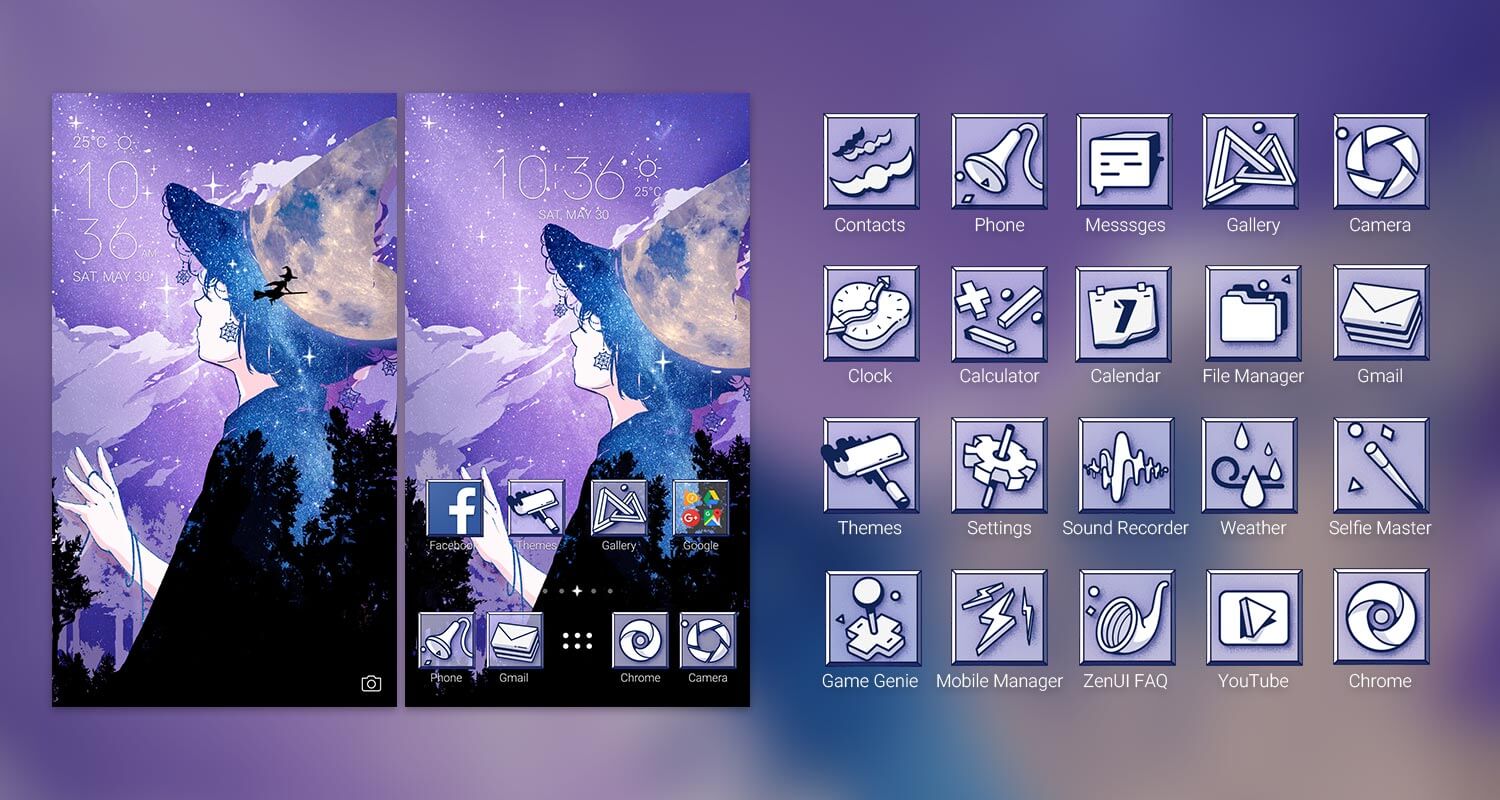 25°C
10
36 AM
SAT, MAY 30
10:36
25°C
SAT, MAY 30
Facebook
Themes
Gallery
Google
Phone
Gmail
Chrome
Camera
Contacts
Phone
Messsges
Gallery
Camera
7
Clock
Calculator
Calendar
File Manager
Gmail
Themes
Settings
Sound Recorder
Weather
Selfie Master
Game Genie
Mobile Manager
ZenUI FAQ
YouTube
Chrome